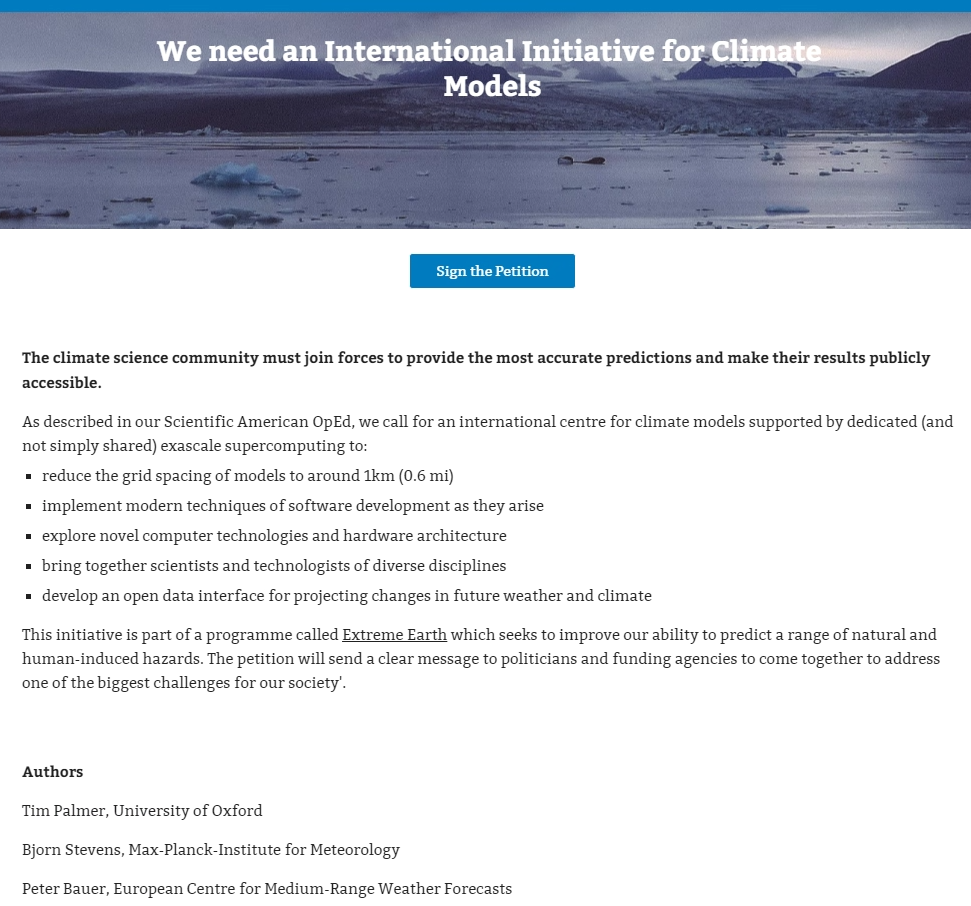 We need an International Initiative for Climate
Models
Sign the Petition
The climate science community must join forces to provide the most accurate predictions and make their results publicly
accessible.
As described in our Scientific American OpEd, we call for an international centre for climate models supported by dedicated (and
not simply shared) exascale supercomputing to:
▪ reduce the grid spacing of models to around 1km (0.6 mi)
▪ implement modern techniques of software development as they arise
▪ explore novel computer technologies and hardware architecture
▪ bring together scientists and technologists of diverse disciplines
▪ develop an open data interface for projecting changes in future weather and climate
This initiative is part of a programme called Extreme Earth which seeks to improve our ability to predict a range of natural and
human-induced hazards. The petition will send a clear message to politicians and funding agencies to come together to address
one of the biggest challenges for our society'.
Authors
Tim Palmer, University of Oxford
Bjorn Stevens, Max-Planck-Institute for Meteorology
Peter Bauer, European Centre for Medium-Range Weather Forecasts